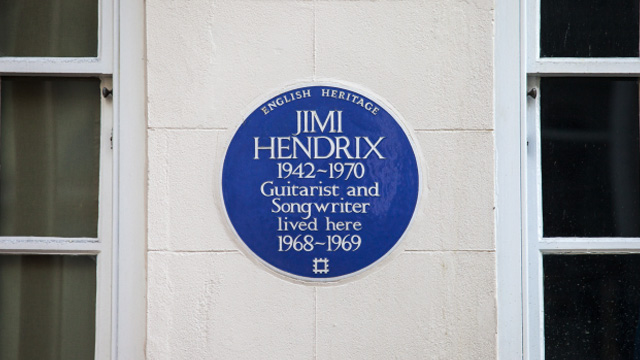 ENGLISH HERITAGE
JIMI
HENDRIX
1942~1970
Guitarist and
Songwriter
lived here
1968~1969